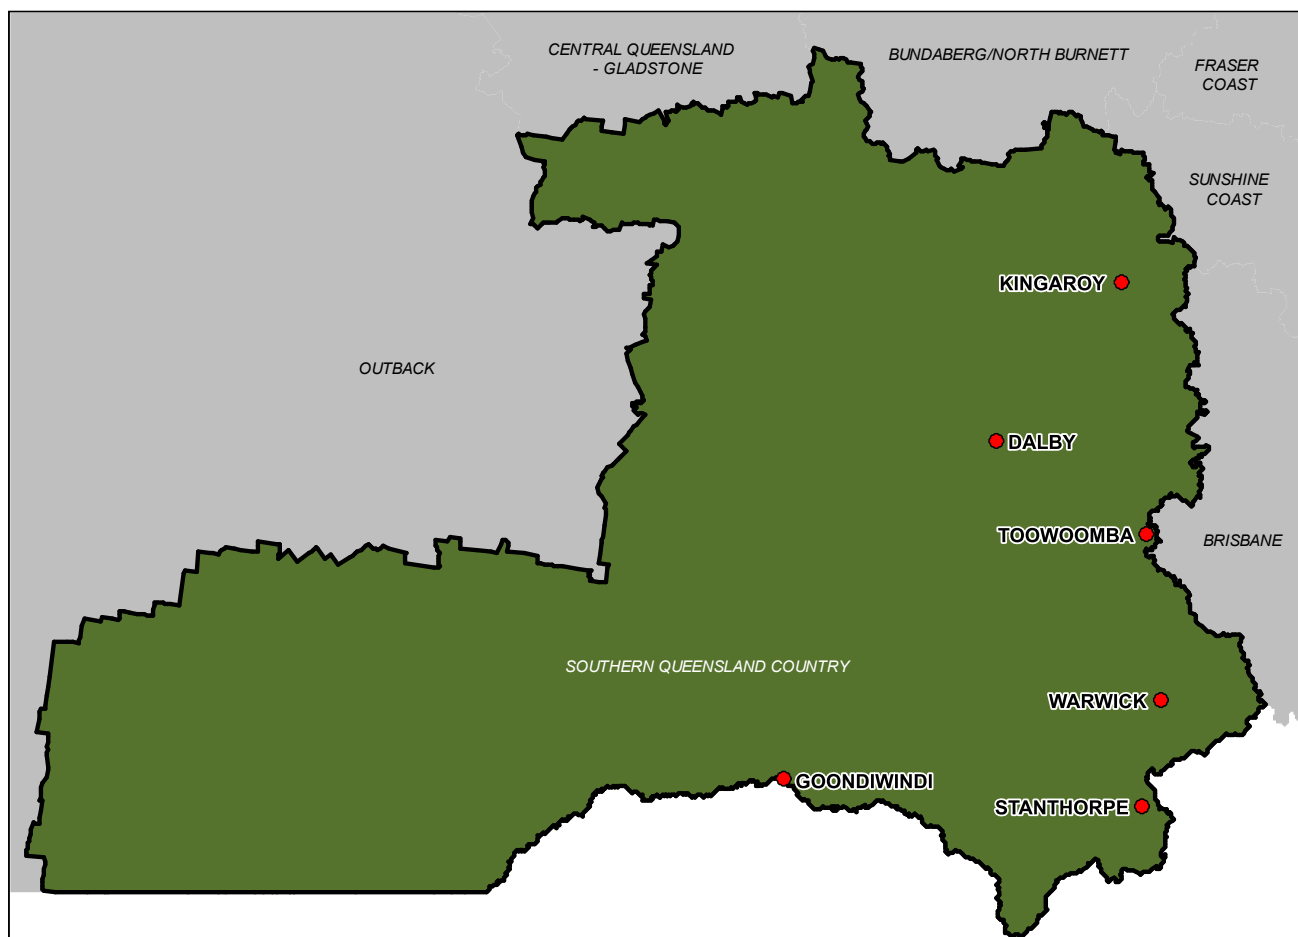 CENTRAL QUEENSLAND
- GLADSTONE
BUNDABERG/NORTH BURNETT
FRASER
COAST
SUNSHINE
COAST
KINGAROY
OUTBACK
DALBY
TOOWOOMBA
BRISBANE
SOUTHERN QUEENSLAND COUNTRY
WARWICK
GOONDIWINDI
STANTHORPE